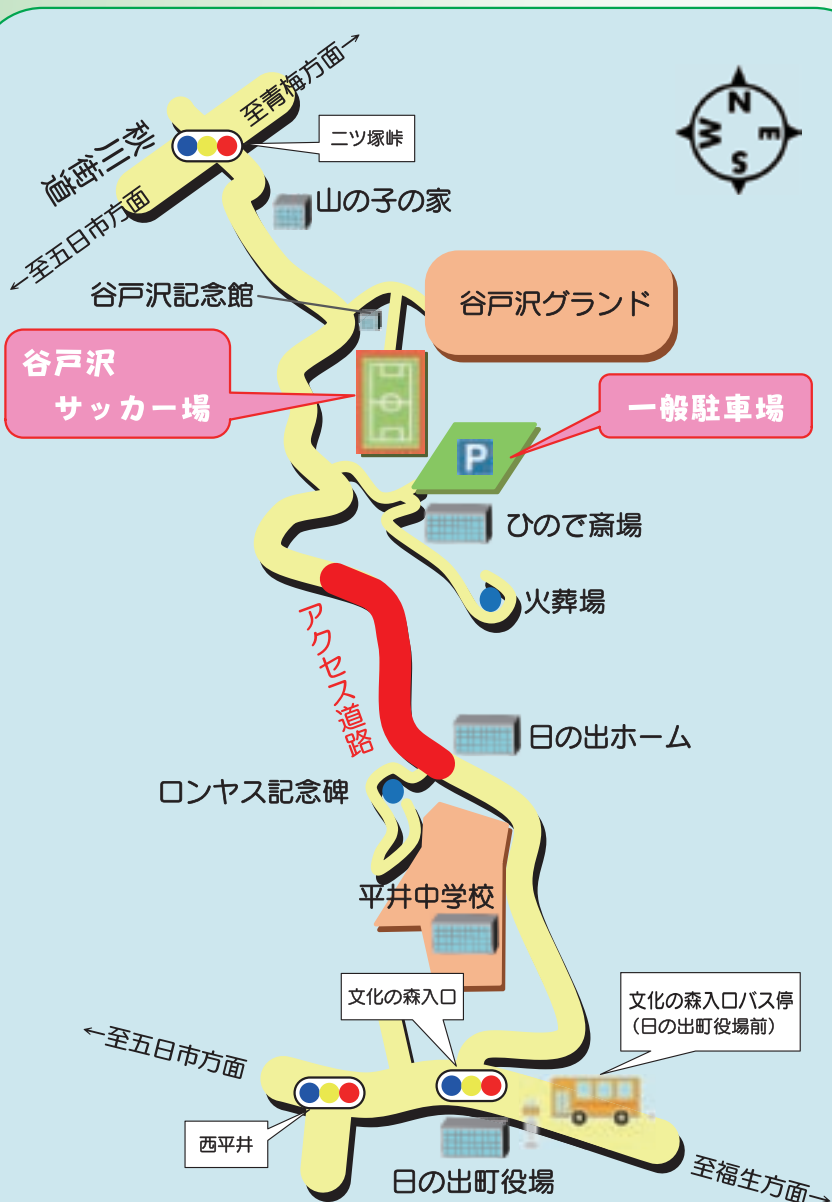 至青梅方面→
秋川街道
二ツ塚峠
N
W
E
S
←至五日市方面
山の子の家
谷戸沢記念館
谷戸沢グランド
谷戸沢
サッカー場
一般駐車場
P
ひので斎場
火葬場
アクセス道路
日の出ホーム
ロンヤス記念碑
平井中学校
文化の森入口
文化の森入口バス停
(日の出町役場前)
←至五日市方面
西平井
日の出町役場
至福生方面→